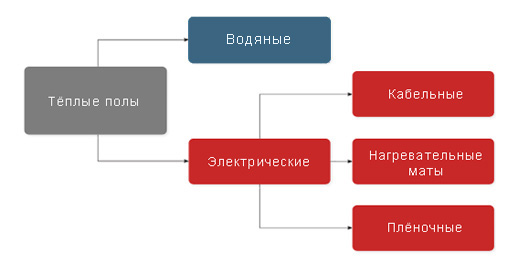 Водяные
Тёплые полы
Кабельные
Электрические
Нагревательные
маты
Плёночные